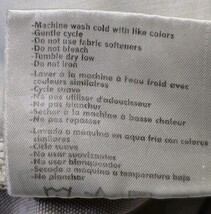 -Machine wash cold with like colors
-Gentle cycle
-Do not use fabric softeners
-Do not bleach
-Tumble dry low
-Do not iron
-Laver à la machine à l'eau froid avec
couleurs similaires
-Cycle suave
-Ne pas utiliser d'adoucisseur
-Ne pas blanchir
-Sechar à la machine à basse chaleur
-Ne pas repasser
-Lavado a maquina en agua fria con colores
similares
-Ciclo suave
-No usar suavizantes
-No usar blanqueador
-Secado a maquina a temperatura baja
-No planchar